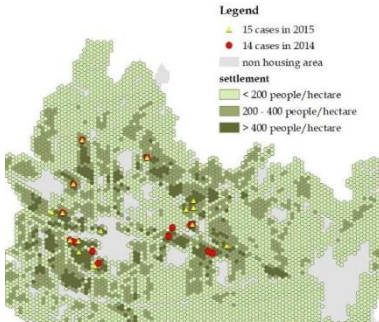 Legend
15 cases in 2015
14 cases in 2014
non housing area
settlement
< 200 people/hectare
200 - 400 people/hectare
> 400 people/hectare